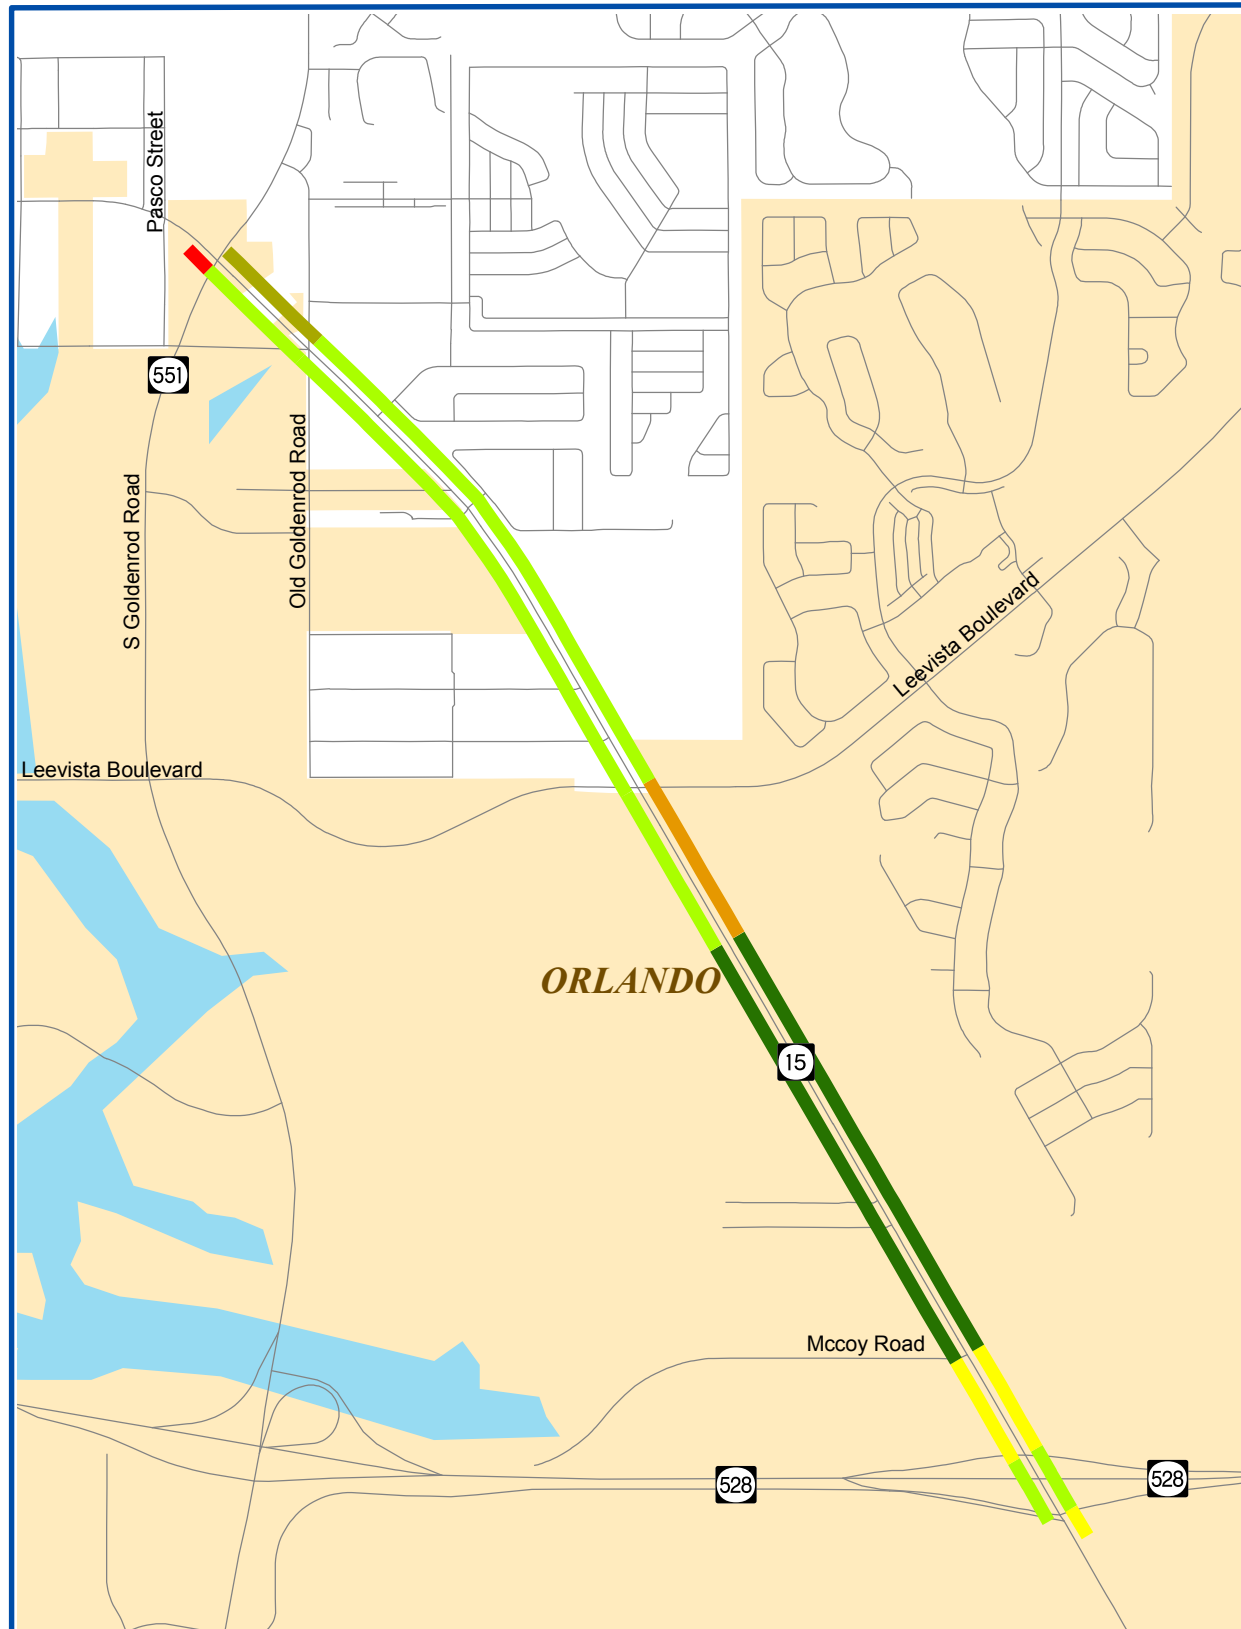 Pasco Street
551
Old Goldenrod Road
S Goldenrod Road
Leevista Boulevard
Leevista Boulevard
ORLANDO
15
Mccoy Road
528
528